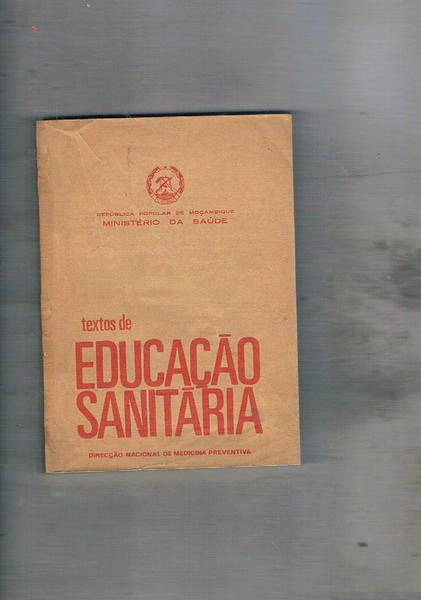 REPÚBLICA POPULAR DE MOÇAMBIQUE
MINISTÉRIO DA SAÚDE
textos de
EDUCAÇÃO
SANITÁRIA
DIRECÇÃO NACIONAL DE MEDICINA PREVENTIVA